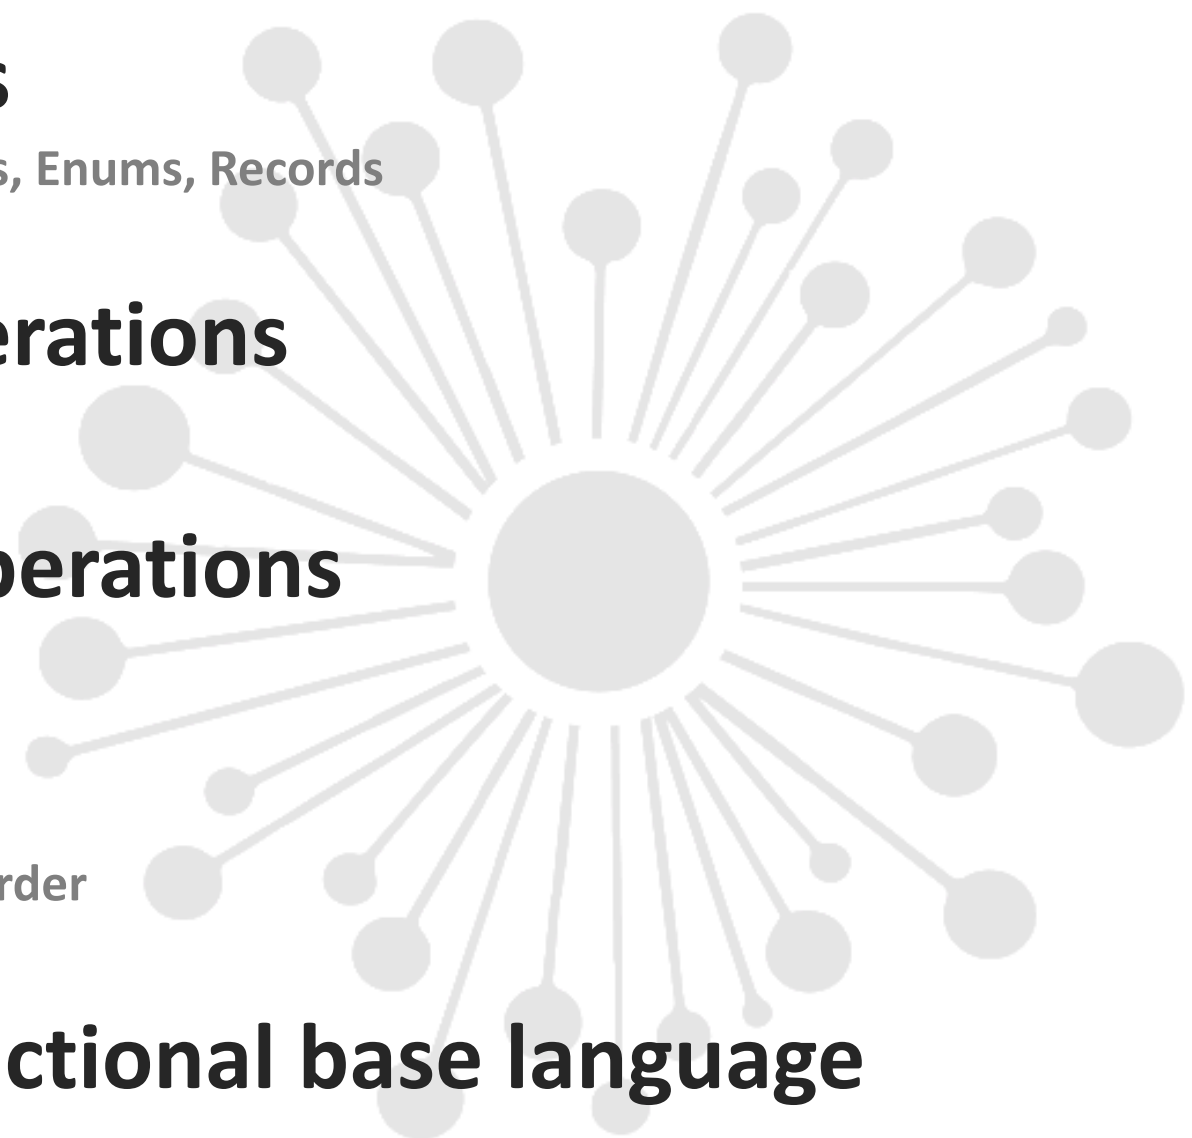 s
s, Enums, Records
erations
perations
rder
ctional base language